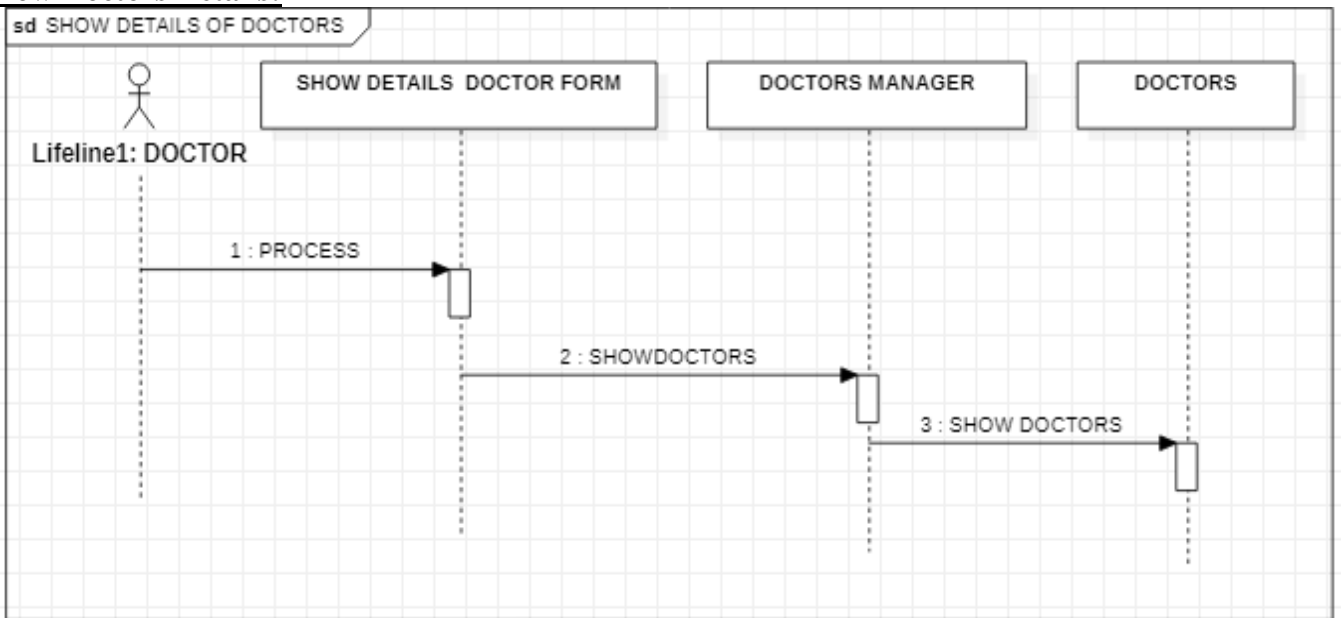 sd SHOW DETAILS OF DOCTORS
SHOW DETAILS DOCTOR FORM
DOCTORS MANAGER
DOCTORS
Lifeline1: DOCTOR
1 : PROCESS
2 : SHOWDOCTORS
3 : SHOW DOCTORS